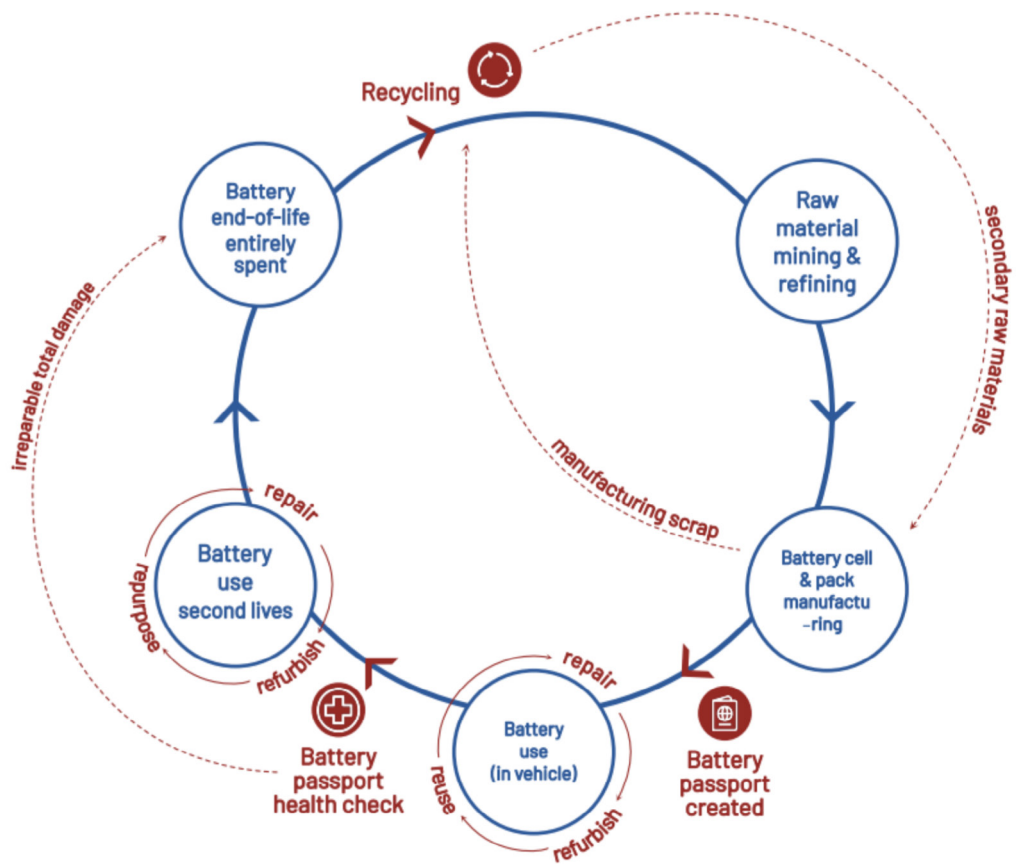 Recycling
Battery
end-of-life
entirely
spent
Raw
material
mining &
refining
secondary raw materials
irreparable total damage
manufacturing scrap
repair
Battery
use
second lives
repurpose
refurbish
Battery cell
& pack
manufactu
-ring
repair
Battery
use
(in vehicle)
reuse
refurbish
Battery
passport
health check
Battery
passport
created